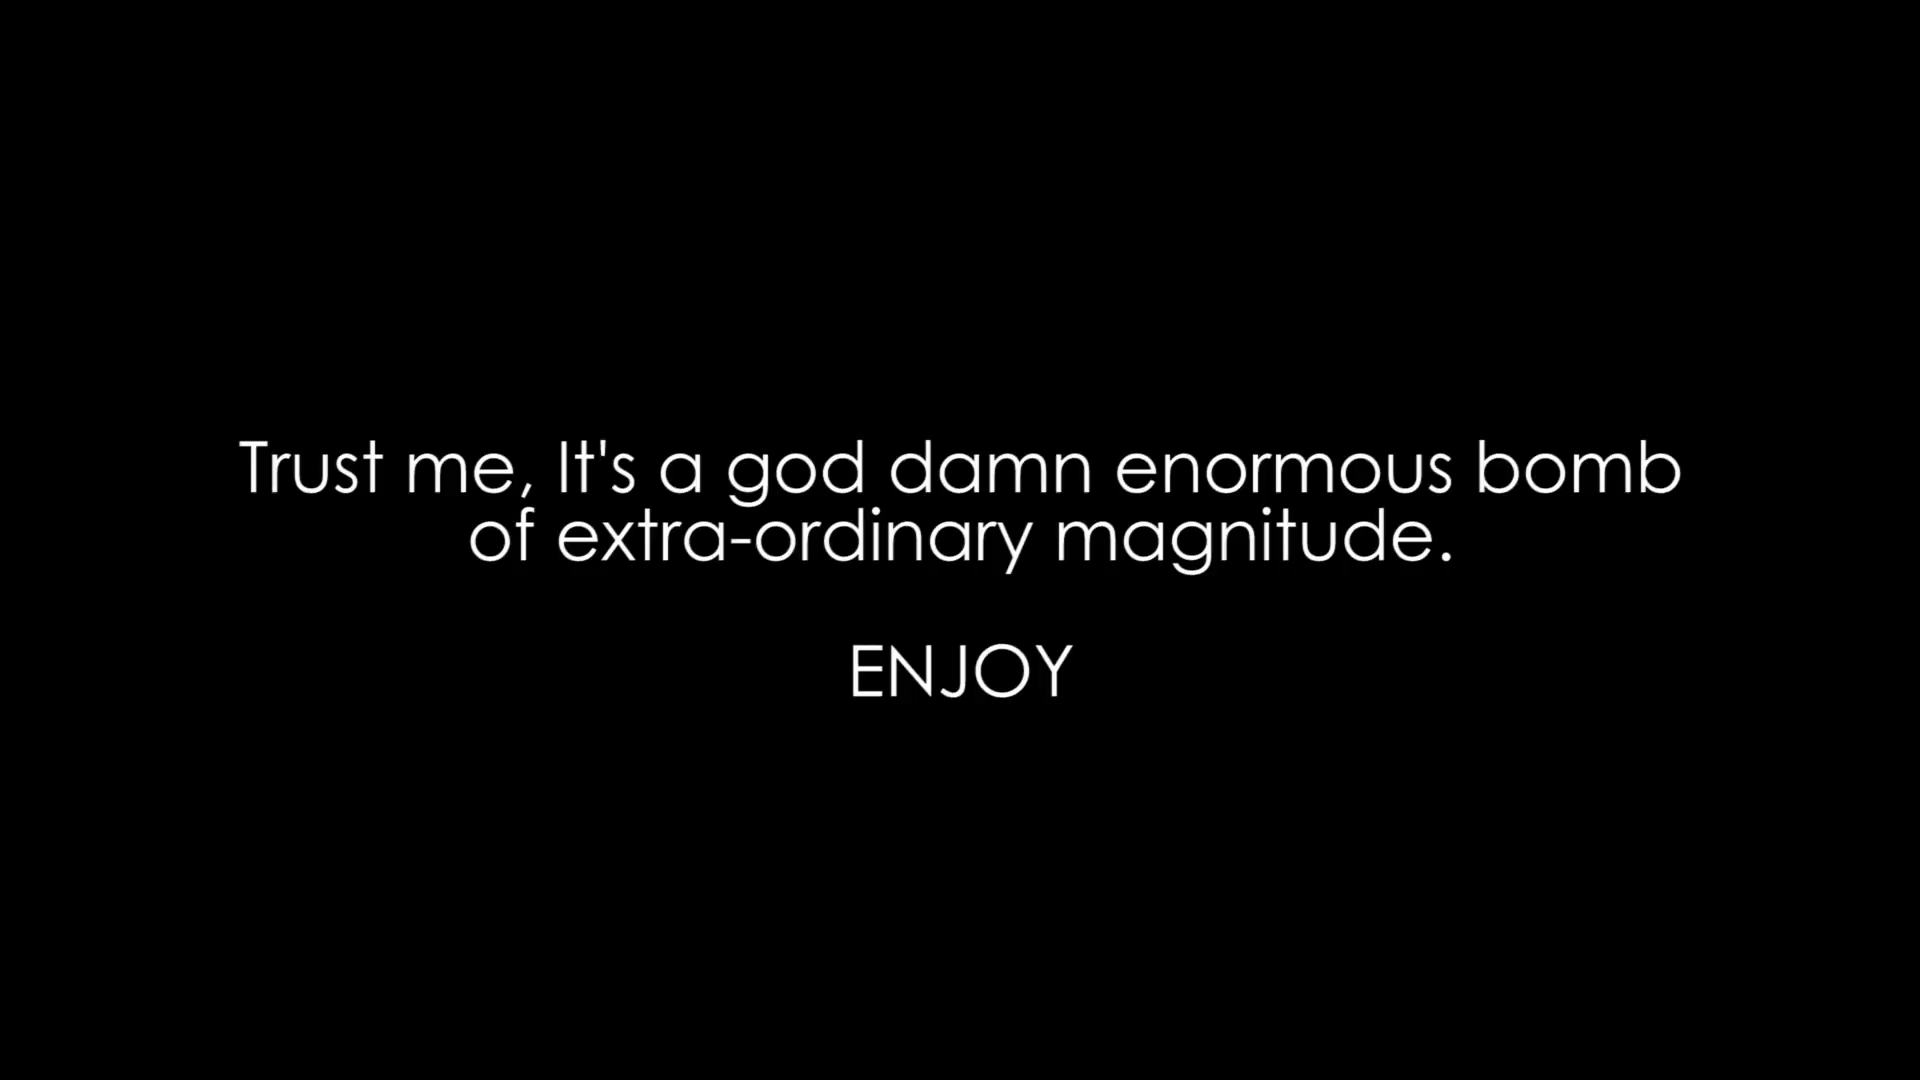 Trust me, It's a god damn enormous bomb
of extra-ordinary magnitude.
ENJOY